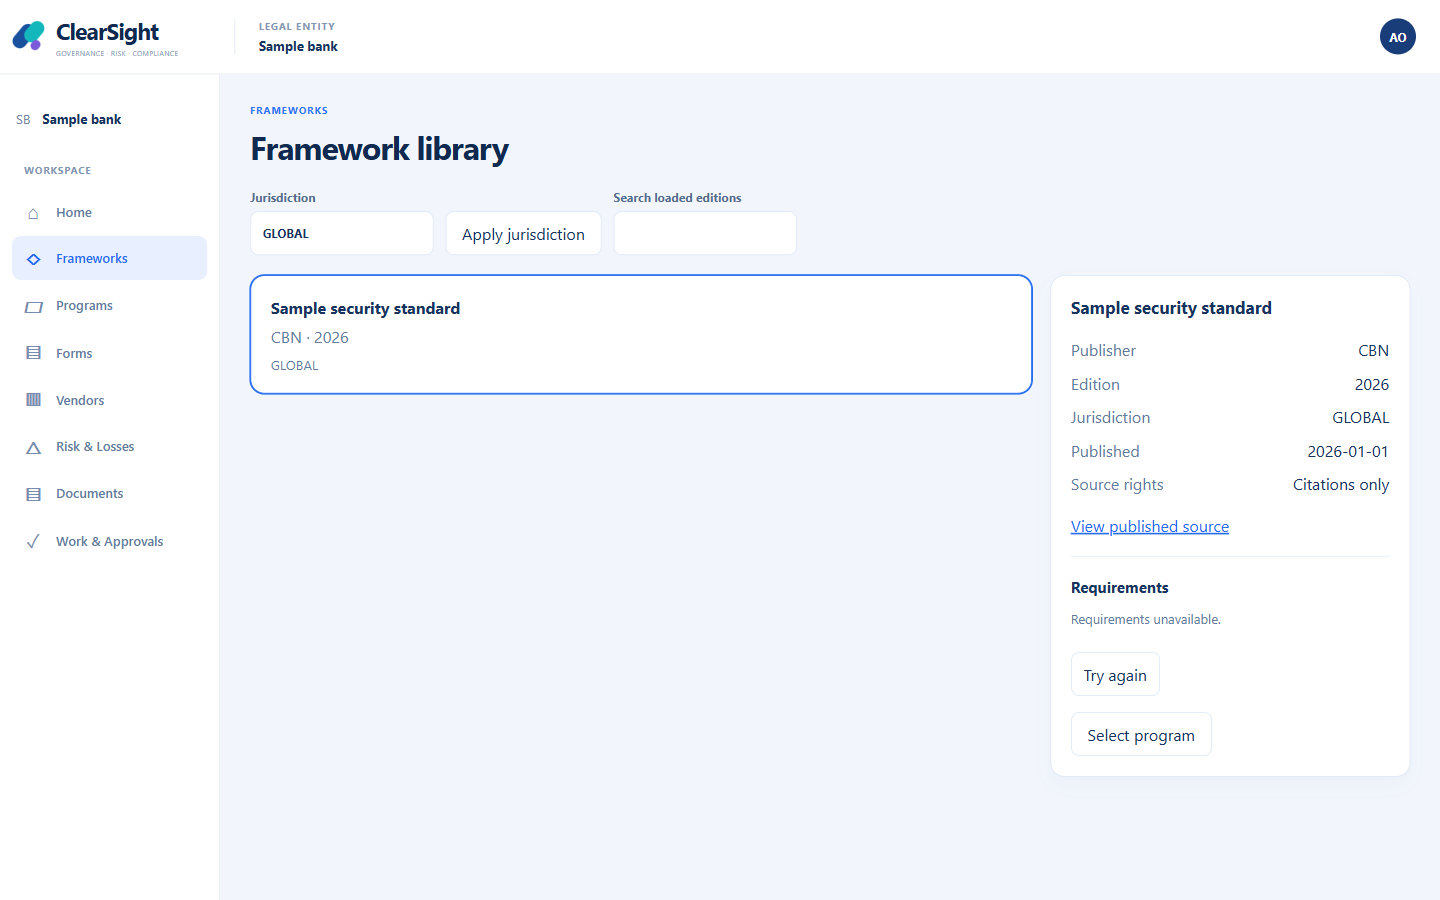 ClearSight
GOVERNANCE · RISK · COMPLIANCE
LEGAL ENTITY
Sample bank
AO
SB Sample bank
WORKSPACE
Home
Frameworks
Programs
Forms
Vendors
Risk & Losses
Documents
Work & Approvals
FRAMEWORKS
Framework library
Jurisdiction
GLOBAL
Apply jurisdiction
Search loaded editions
Sample security standard
CBN · 2026
GLOBAL
Sample security standard
Publisher CBN
Edition 2026
Jurisdiction GLOBAL
Published 2026-01-01
Source rights Citations only
View published source
Requirements
Requirements unavailable.
Try again
Select program